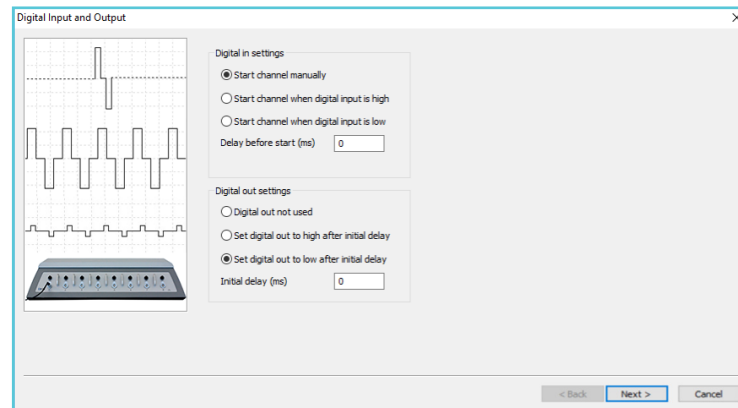 Digital Input and Output
Digital in settings
Start channel manually
Start channel when digital input is high
Start channel when digital input is low
Delay before start (ms) 0
Digital out settings
Digital out not used
Set digital out to high after initial delay
Set digital out to low after initial delay
Initial delay (ms) 0
< Back Next > Cancel